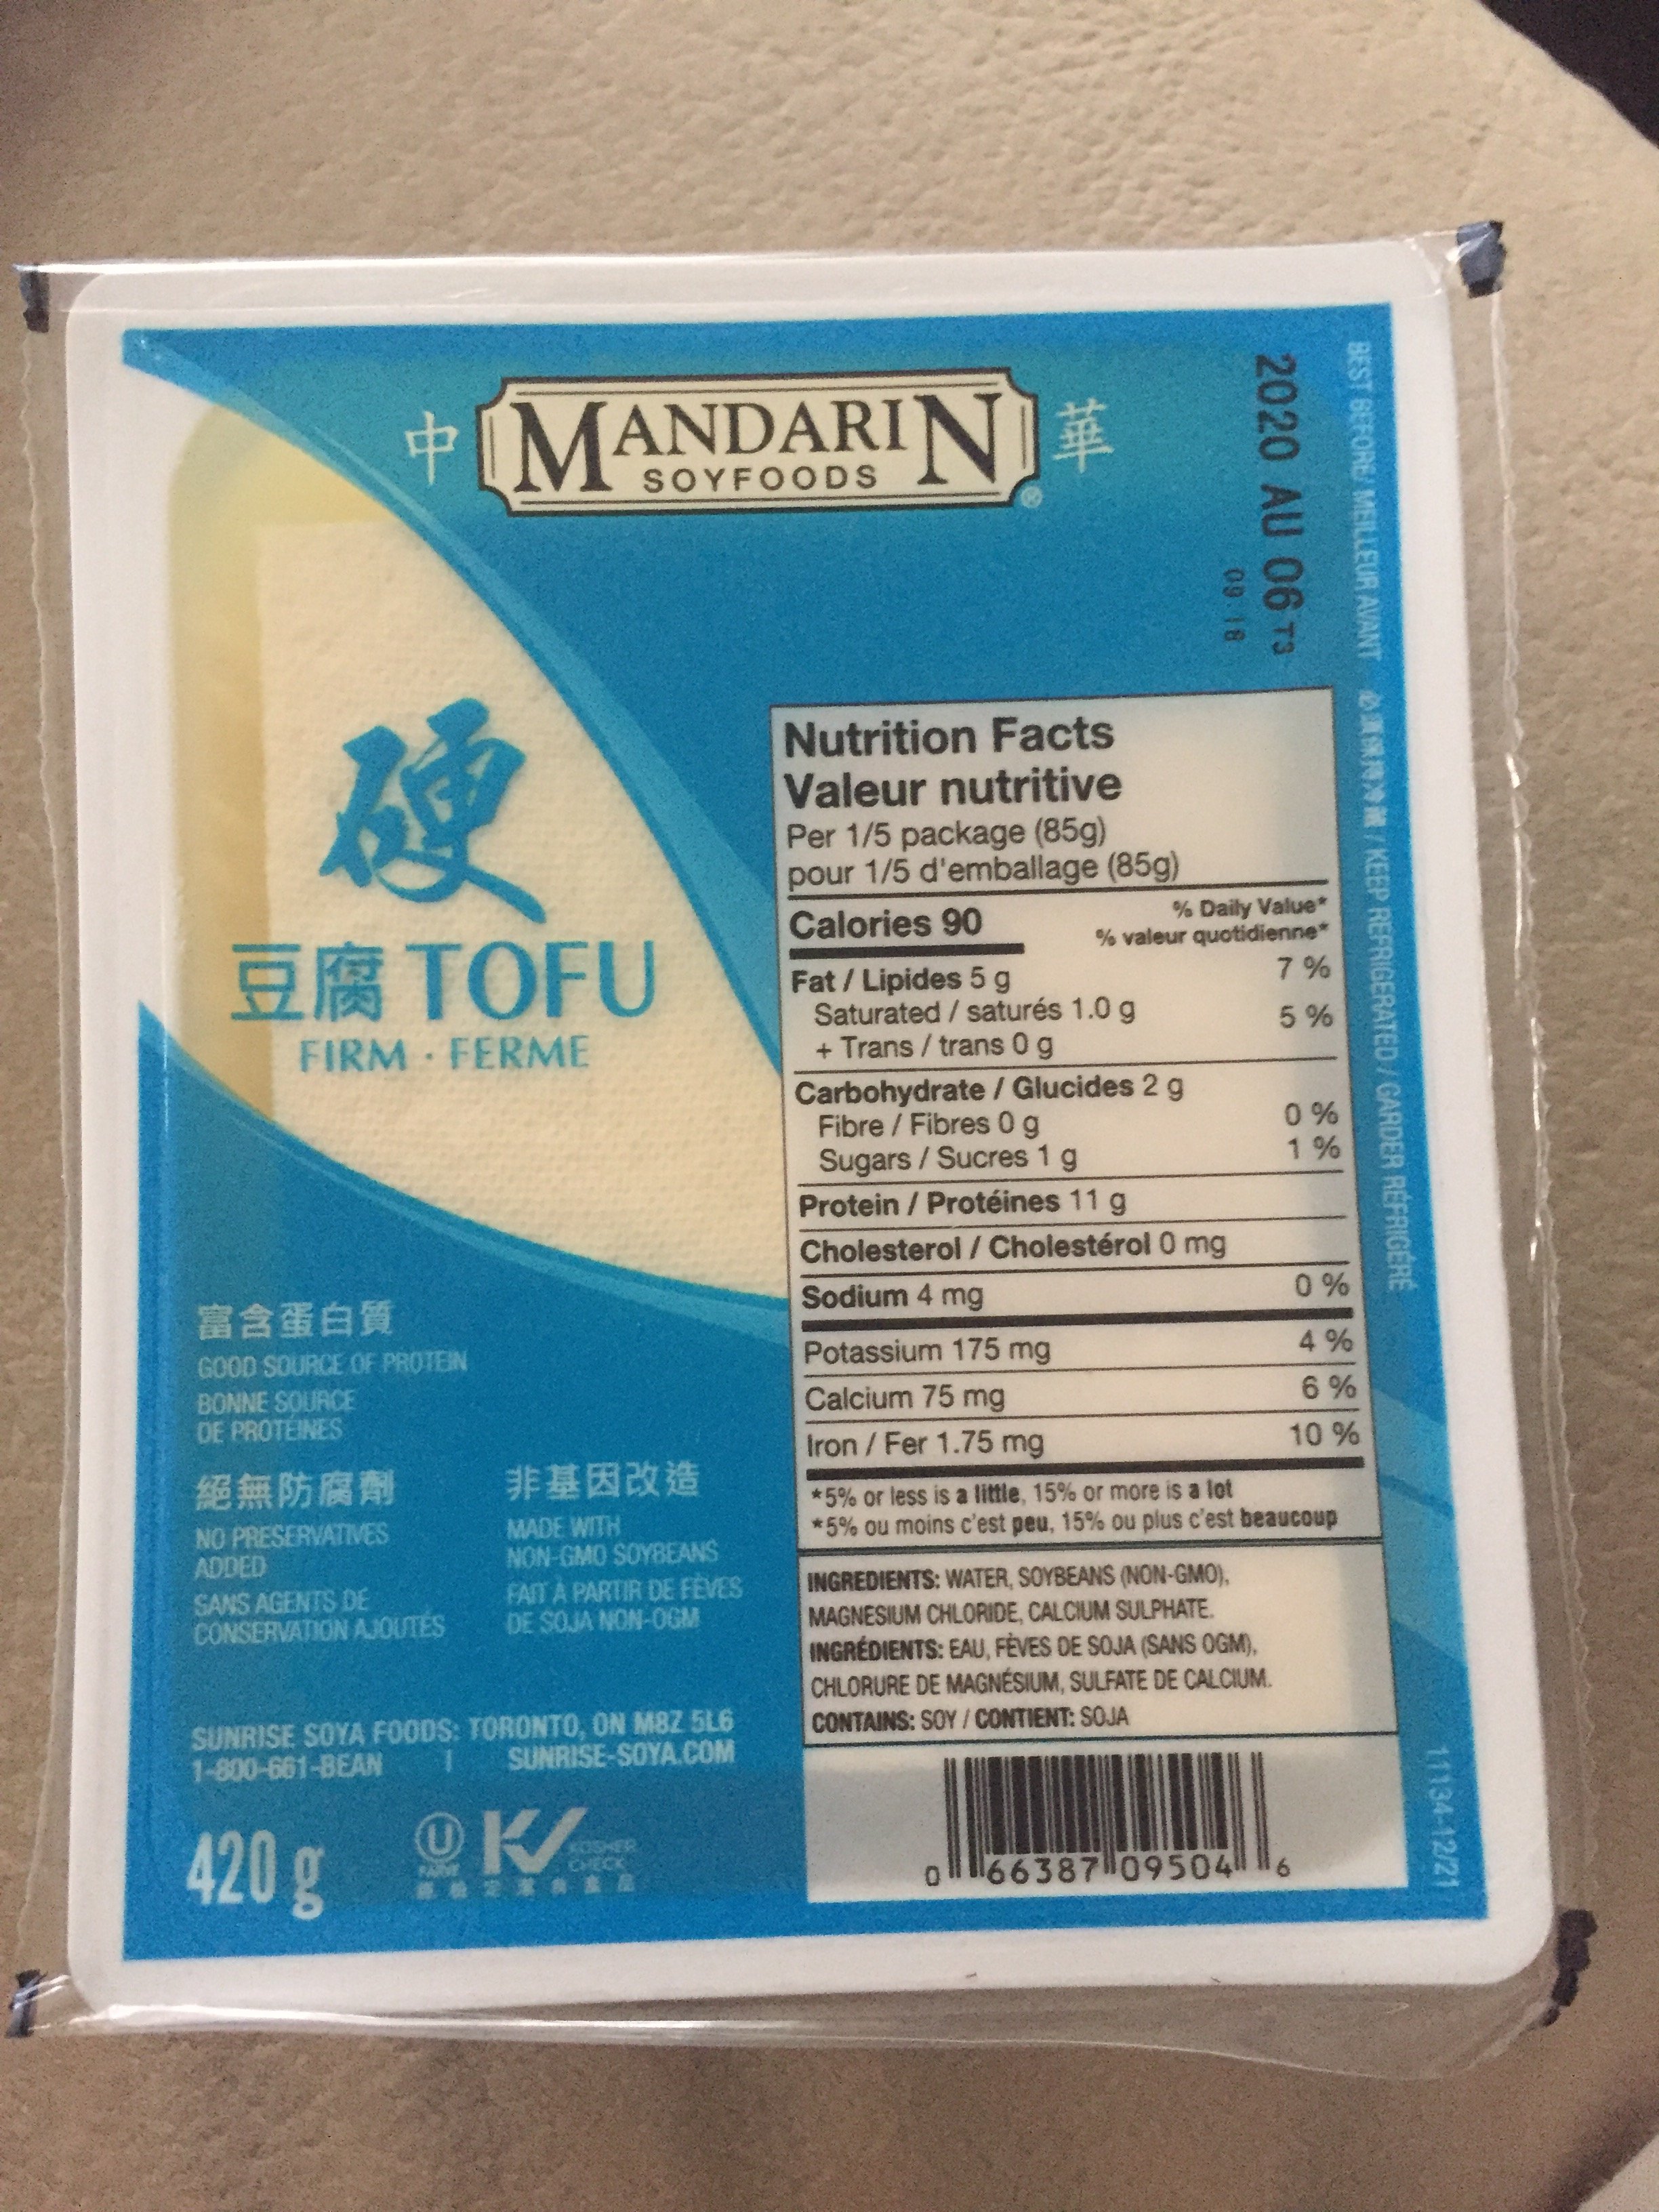 中 MANDARIN 華
SOYFOODS
®
2020 AU 06 T3
09:18
BEST BEFORE/ MEILLEUR AVANT
/ KEEP REFRIGERATED / GARDER RÉFRIGÉRÉ
硬
豆腐 TOFU
FIRM · FERME
Nutrition Facts
Valeur nutritive
Per 1/5 package (85g)
pour 1/5 d'emballage (85g)
Calories 90
% Daily Value*
% valeur quotidienne*
Fat / Lipides 5 g 7 %
Saturated / saturés 1.0 g
+ Trans / trans 0 g 5 %
Carbohydrate / Glucides 2 g
Fibre / Fibres 0 g 0 %
Sugars / Sucres 1 g 1 %
Protein / Protéines 11 g
Cholesterol / Cholestérol 0 mg
Sodium 4 mg 0 %
Potassium 175 mg 4 %
Calcium 75 mg 6 %
Iron / Fer 1.75 mg 10 %
*5% or less is a little, 15% or more is a lot
*5% ou moins c'est peu, 15% ou plus c'est beaucoup
INGREDIENTS: WATER, SOYBEANS (NON-GMO),
MAGNESIUM CHLORIDE, CALCIUM SULPHATE.
INGRÉDIENTS: EAU, FÈVES DE SOJA (SANS OGM),
CHLORURE DE MAGNÉSIUM, SULFATE DE CALCIUM.
CONTAINS: SOY / CONTIENT: SOJA
0 66387 09504 6
11134-12/21
富含蛋白質
GOOD SOURCE OF PROTEIN
BONNE SOURCE
DE PROTÉINES
絕無防腐劑
NO PRESERVATIVES
ADDED
SANS AGENTS DE
CONSERVATION AJOUTÉS
非基因改造
MADE WITH
NON-GMO SOYBEANS
FAIT À PARTIR DE FÈVES
DE SOJA NON-OGM
SUNRISE SOYA FOODS: TORONTO, ON M8Z 5L6
1-800-661-BEAN | SUNRISE-SOYA.COM
420 g
U
PARVE
K
KOSHER
CHECK